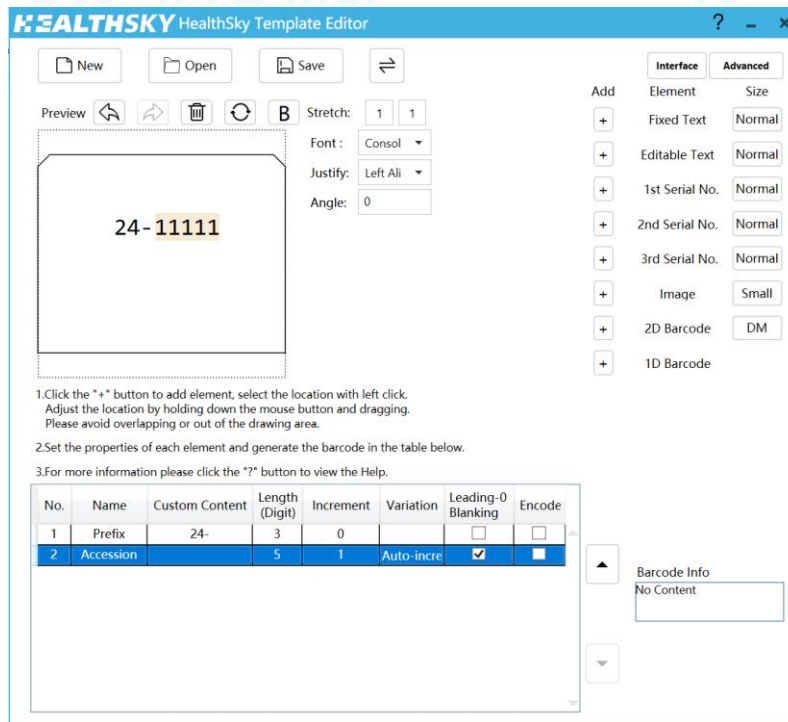 HEALTHSKY HealthSky Template Editor ? – ×
New Open Save ⇌
Interface Advanced
Add Element Size
Preview B Stretch: 1 1
+ Fixed Text Normal
Font : Consol
+ Editable Text Normal
Justify: Left Ali
+ 1st Serial No. Normal
Angle: 0
24-11111
+ 2nd Serial No. Normal
+ 3rd Serial No. Normal
+ Image Small
+ 2D Barcode DM
+ 1D Barcode
1.Click the "+" button to add element, select the location with left click.
Adjust the location by holding down the mouse button and dragging.
Please avoid overlapping or out of the drawing area.
2.Set the properties of each element and generate the barcode in the table below.
3.For more information please click the "?" button to view the Help.
No. Name Custom Content Length (Digit) Increment Variation Leading-0 Blanking Encode
1 Prefix 24- 3 0
2 Accession 5 1 Auto-incre
Barcode Info
No Content